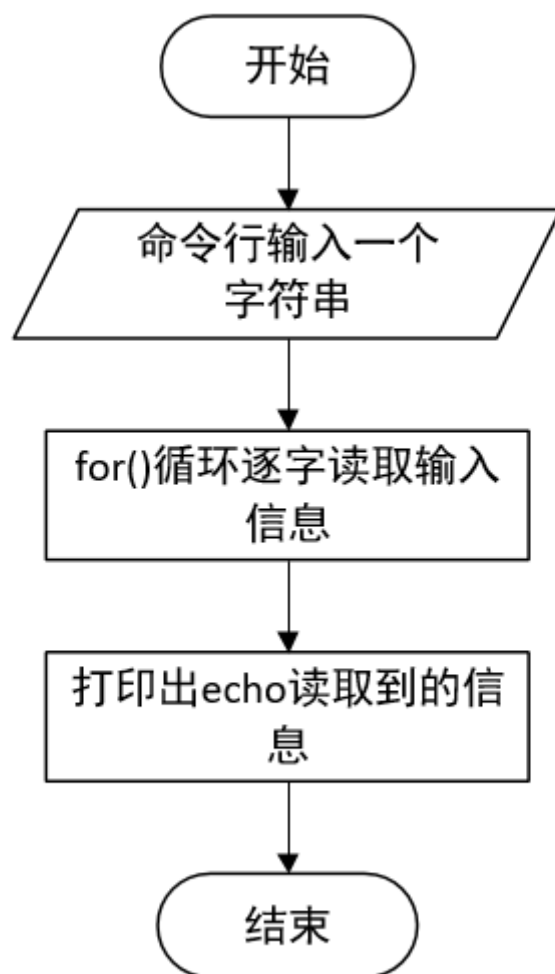 开始
命令行输入一个
字符串
for()循环逐字读取输入
信息
打印出echo读取到的信
息
结束